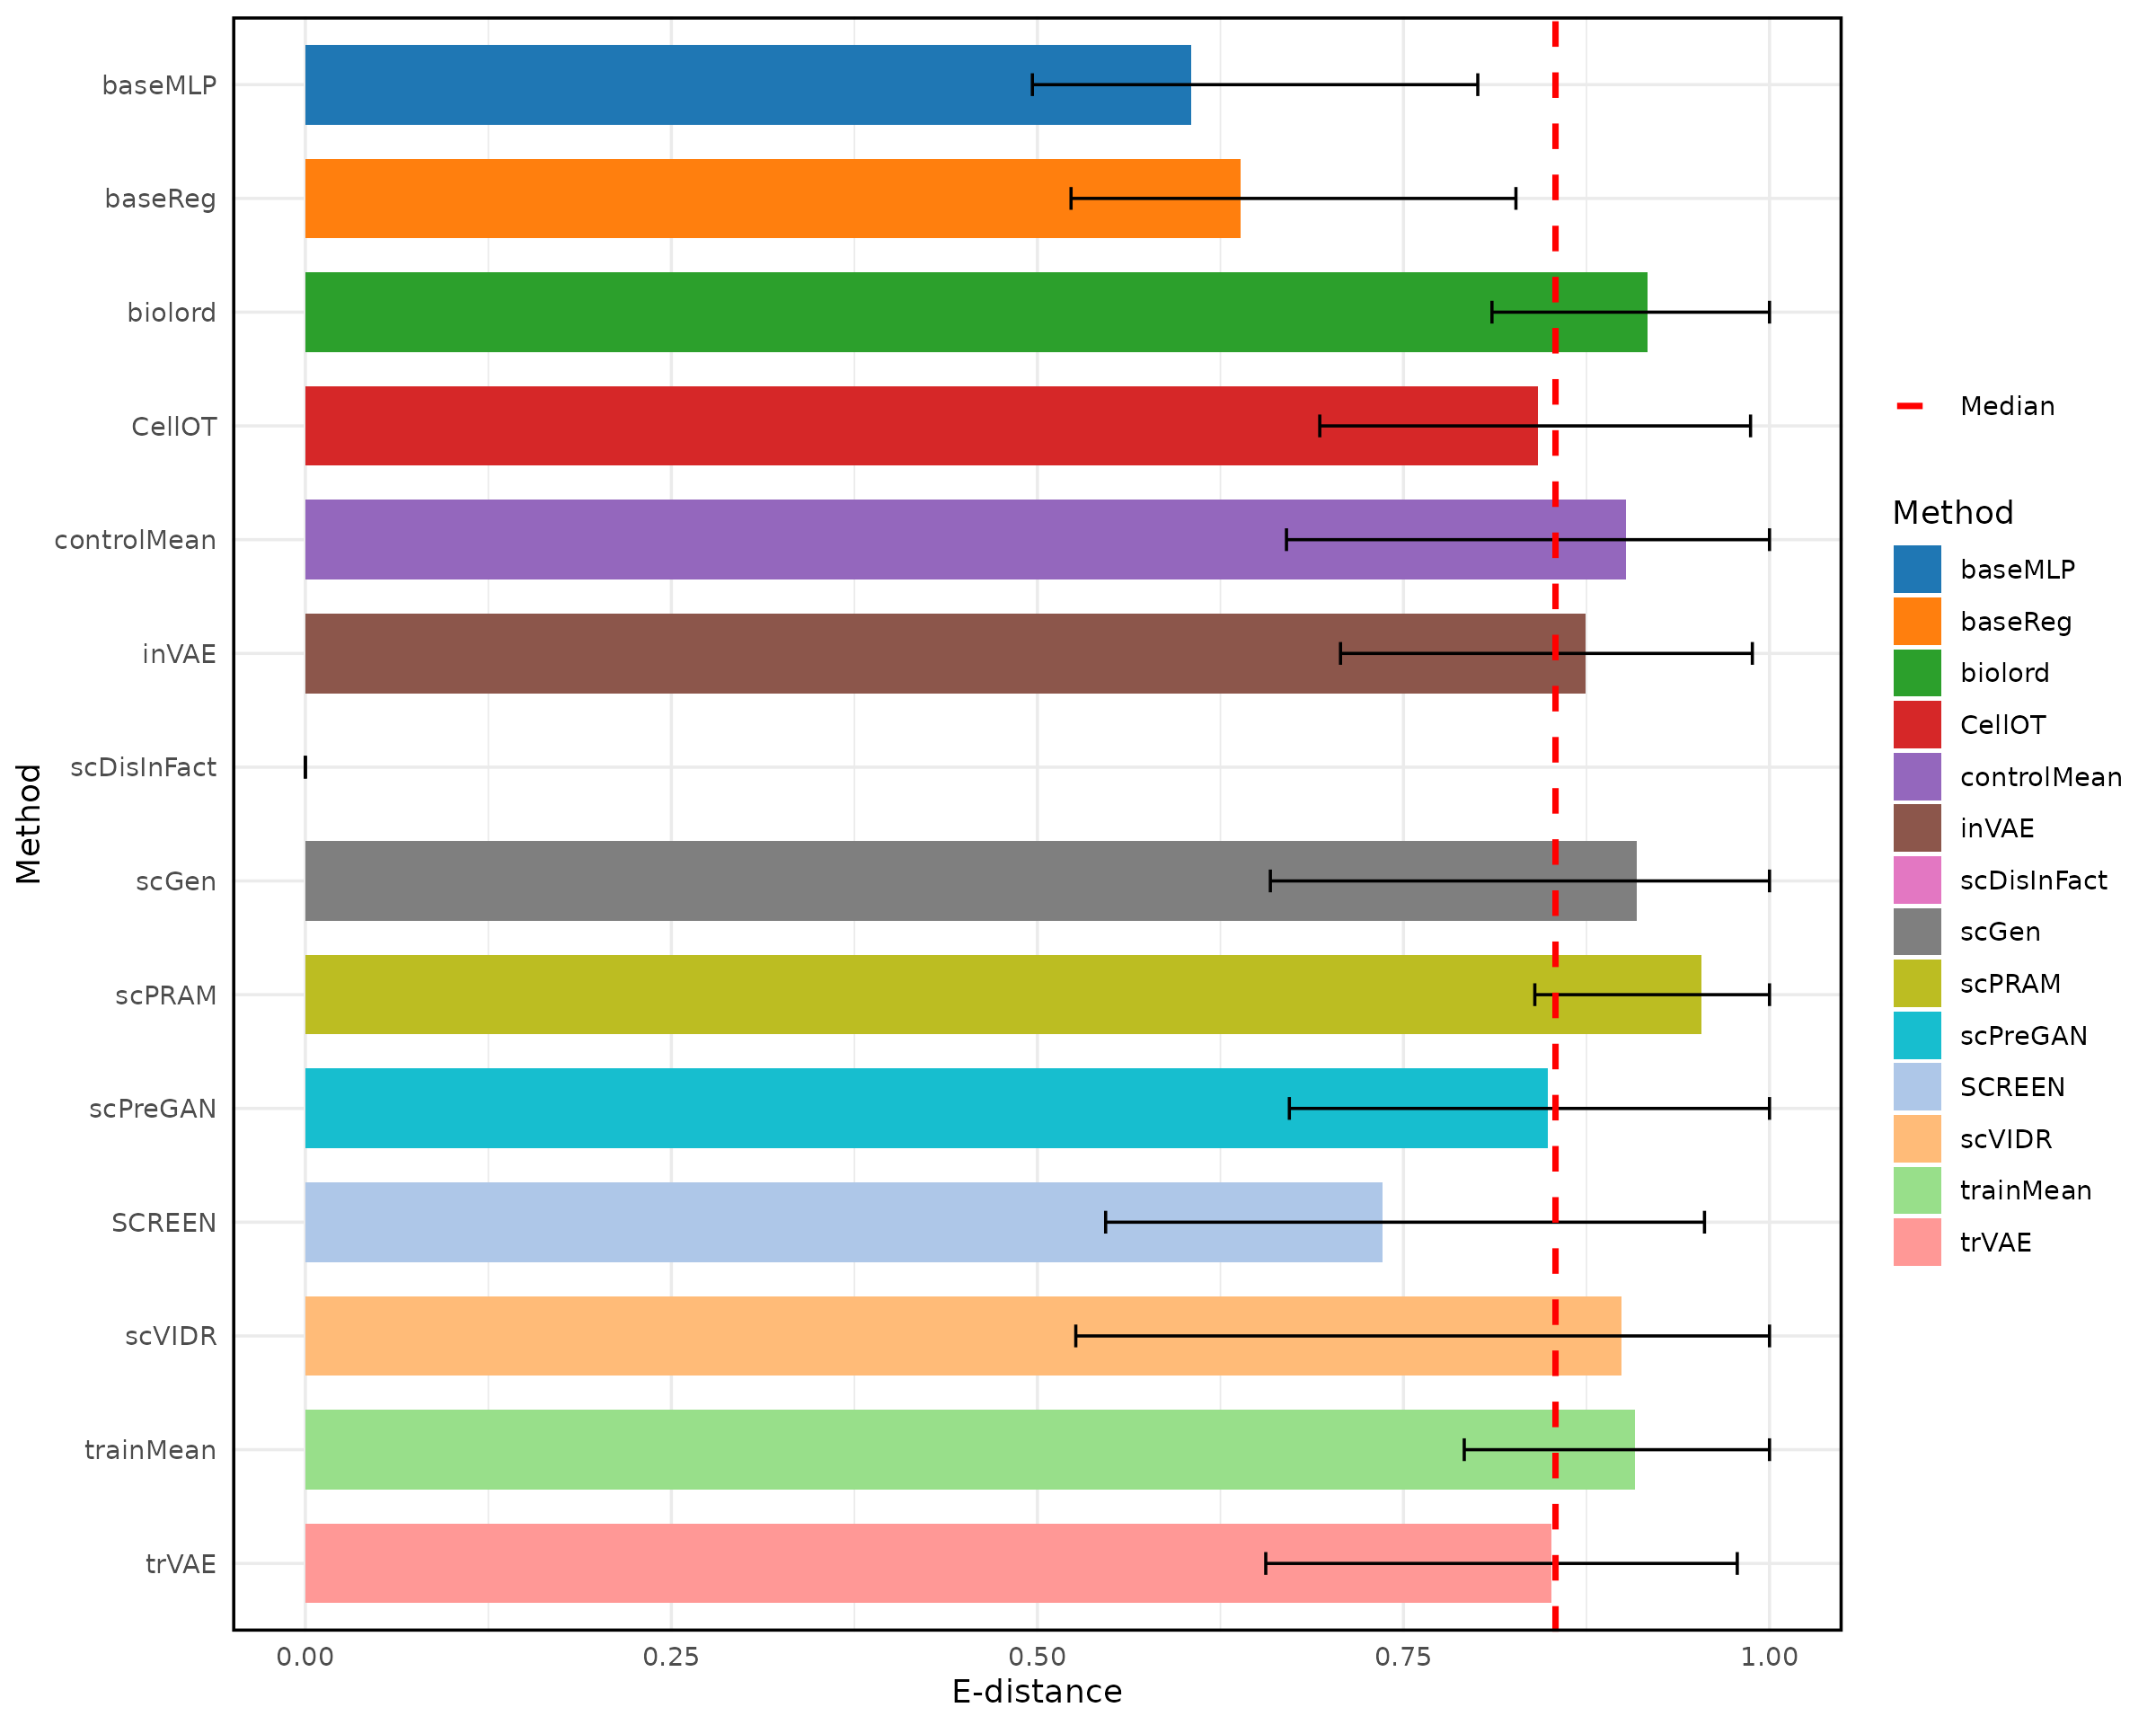 Method
baseMLP
baseReg
biolord
CellOT
controlMean
inVAE
scDisInFact
scGen
scPRAM
scPreGAN
SCREEN
scVIDR
trainMean
trVAE
0.00 0.25 0.50 0.75 1.00
E-distance
Median
Method
baseMLP
baseReg
biolord
CellOT
controlMean
inVAE
scDisInFact
scGen
scPRAM
scPreGAN
SCREEN
scVIDR
trainMean
trVAE